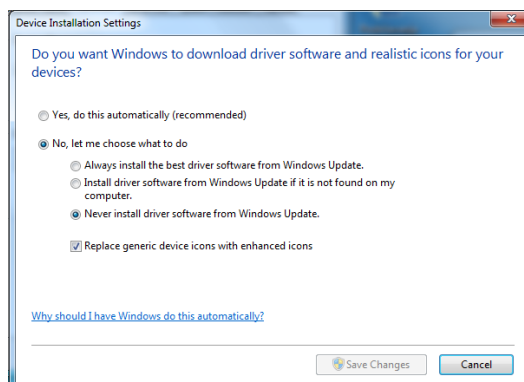 Device Installation Settings
Do you want Windows to download driver software and realistic icons for your
devices?
Yes, do this automatically (recommended)
No, let me choose what to do
Always install the best driver software from Windows Update.
Install driver software from Windows Update if it is not found on my
computer.
Never install driver software from Windows Update.
Replace generic device icons with enhanced icons
Why should I have Windows do this automatically?
Save Changes
Cancel